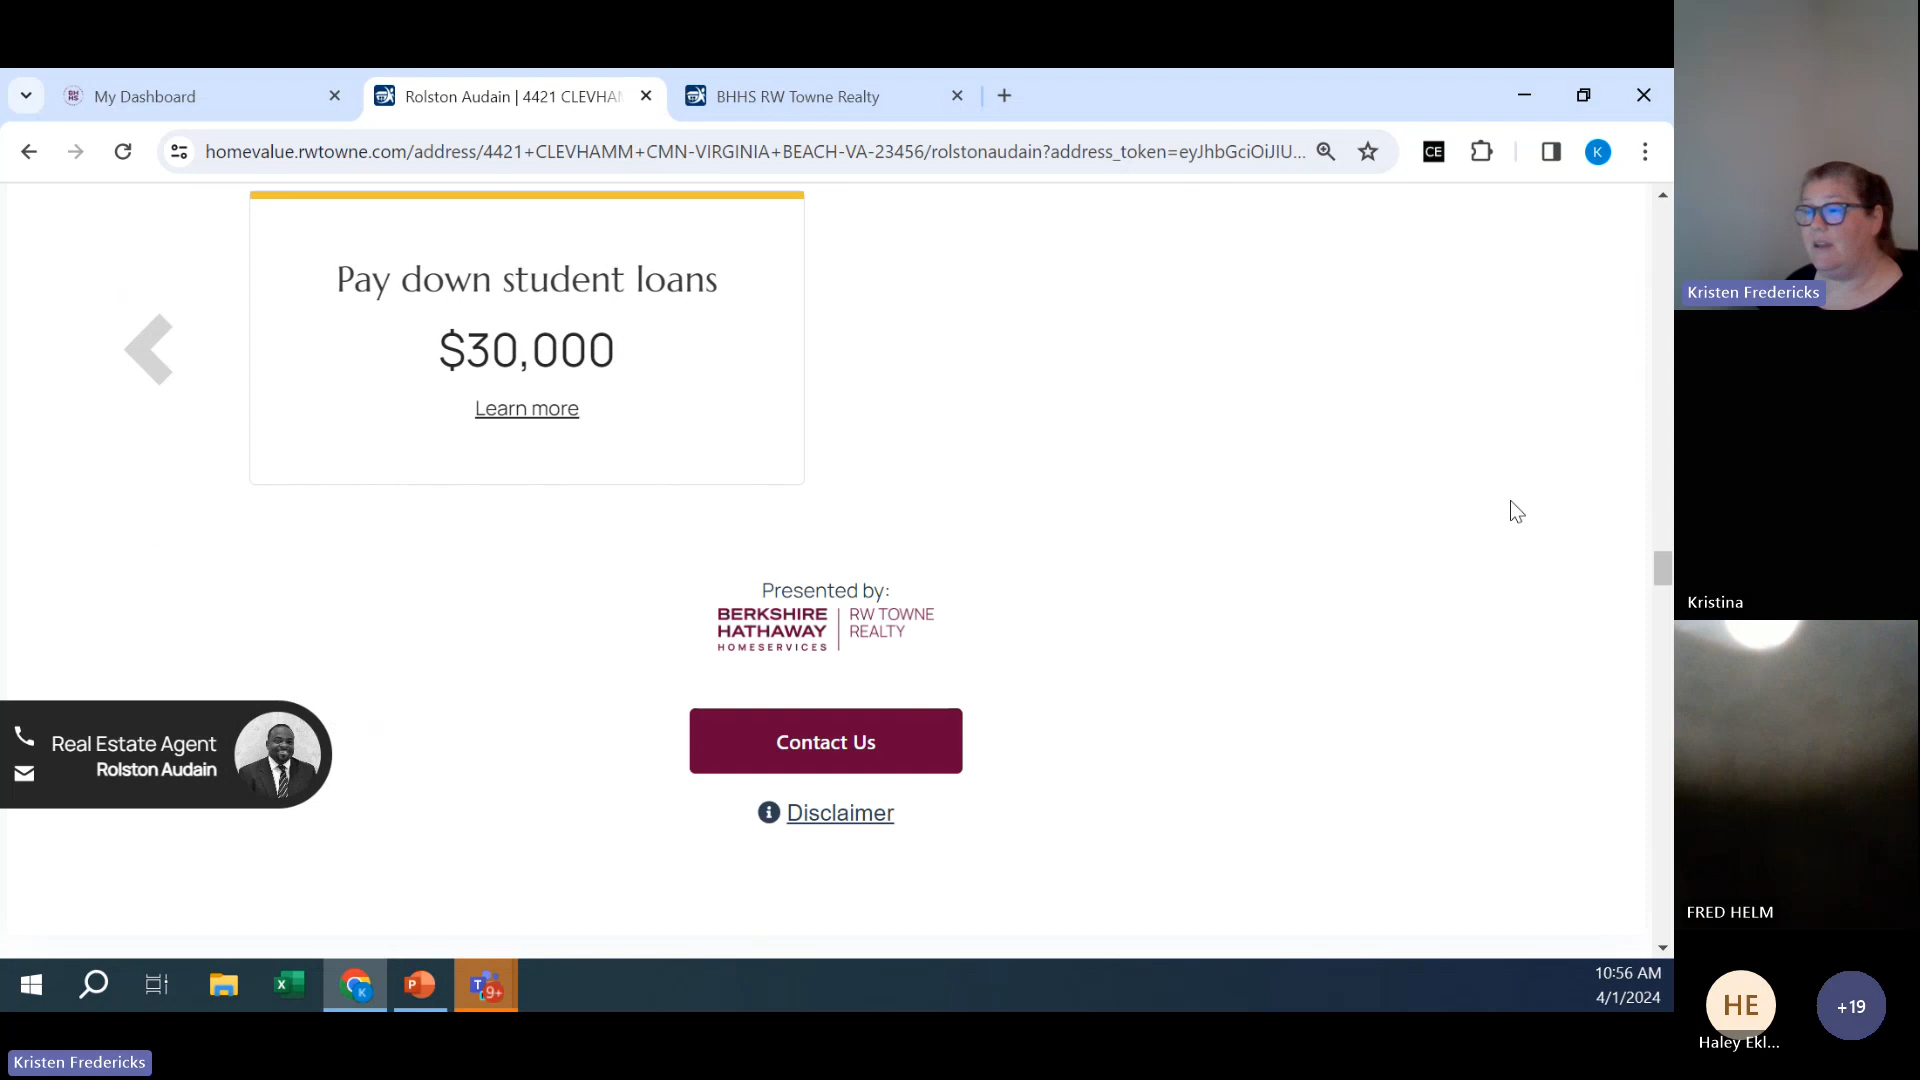 My Dashboard
Rolston Audain | 4421 CLEVHAM
BHHS RW Towne Realty
homevalue.rwtowne.com/address/4421+CLEVHAMM+CMN-VIRGINIA+BEACH-VA-23456/rolstonaudain?address_token=eyJhbGciOiJIU...
CE
K
Pay down student loans
$30,000
Learn more
Presented by:
BERKSHIRE HATHAWAY HOMESERVICES
RW TOWNE REALTY
Real Estate Agent
Rolston Audain
Contact Us
Disclaimer
10:56 AM
4/1/2024
9+
Kristen Fredericks
Kristina
FRED HELM
HE
Haley Ekl...
+19
Kristen Fredericks